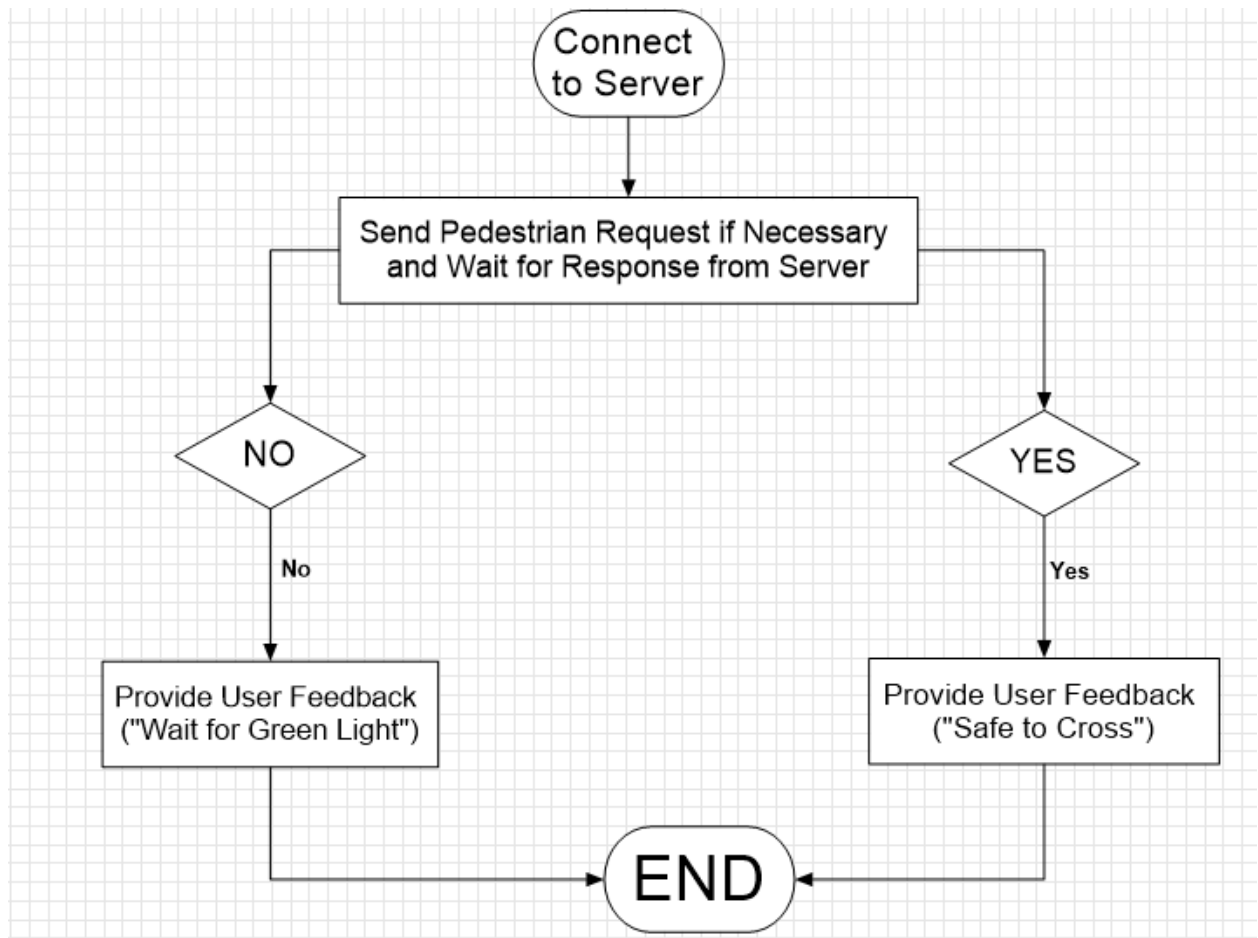 Connect
to Server
Send Pedestrian Request if Necessary
and Wait for Response from Server
NO
YES
No
Yes
Provide User Feedback
("Wait for Green Light")
Provide User Feedback
("Safe to Cross")
END